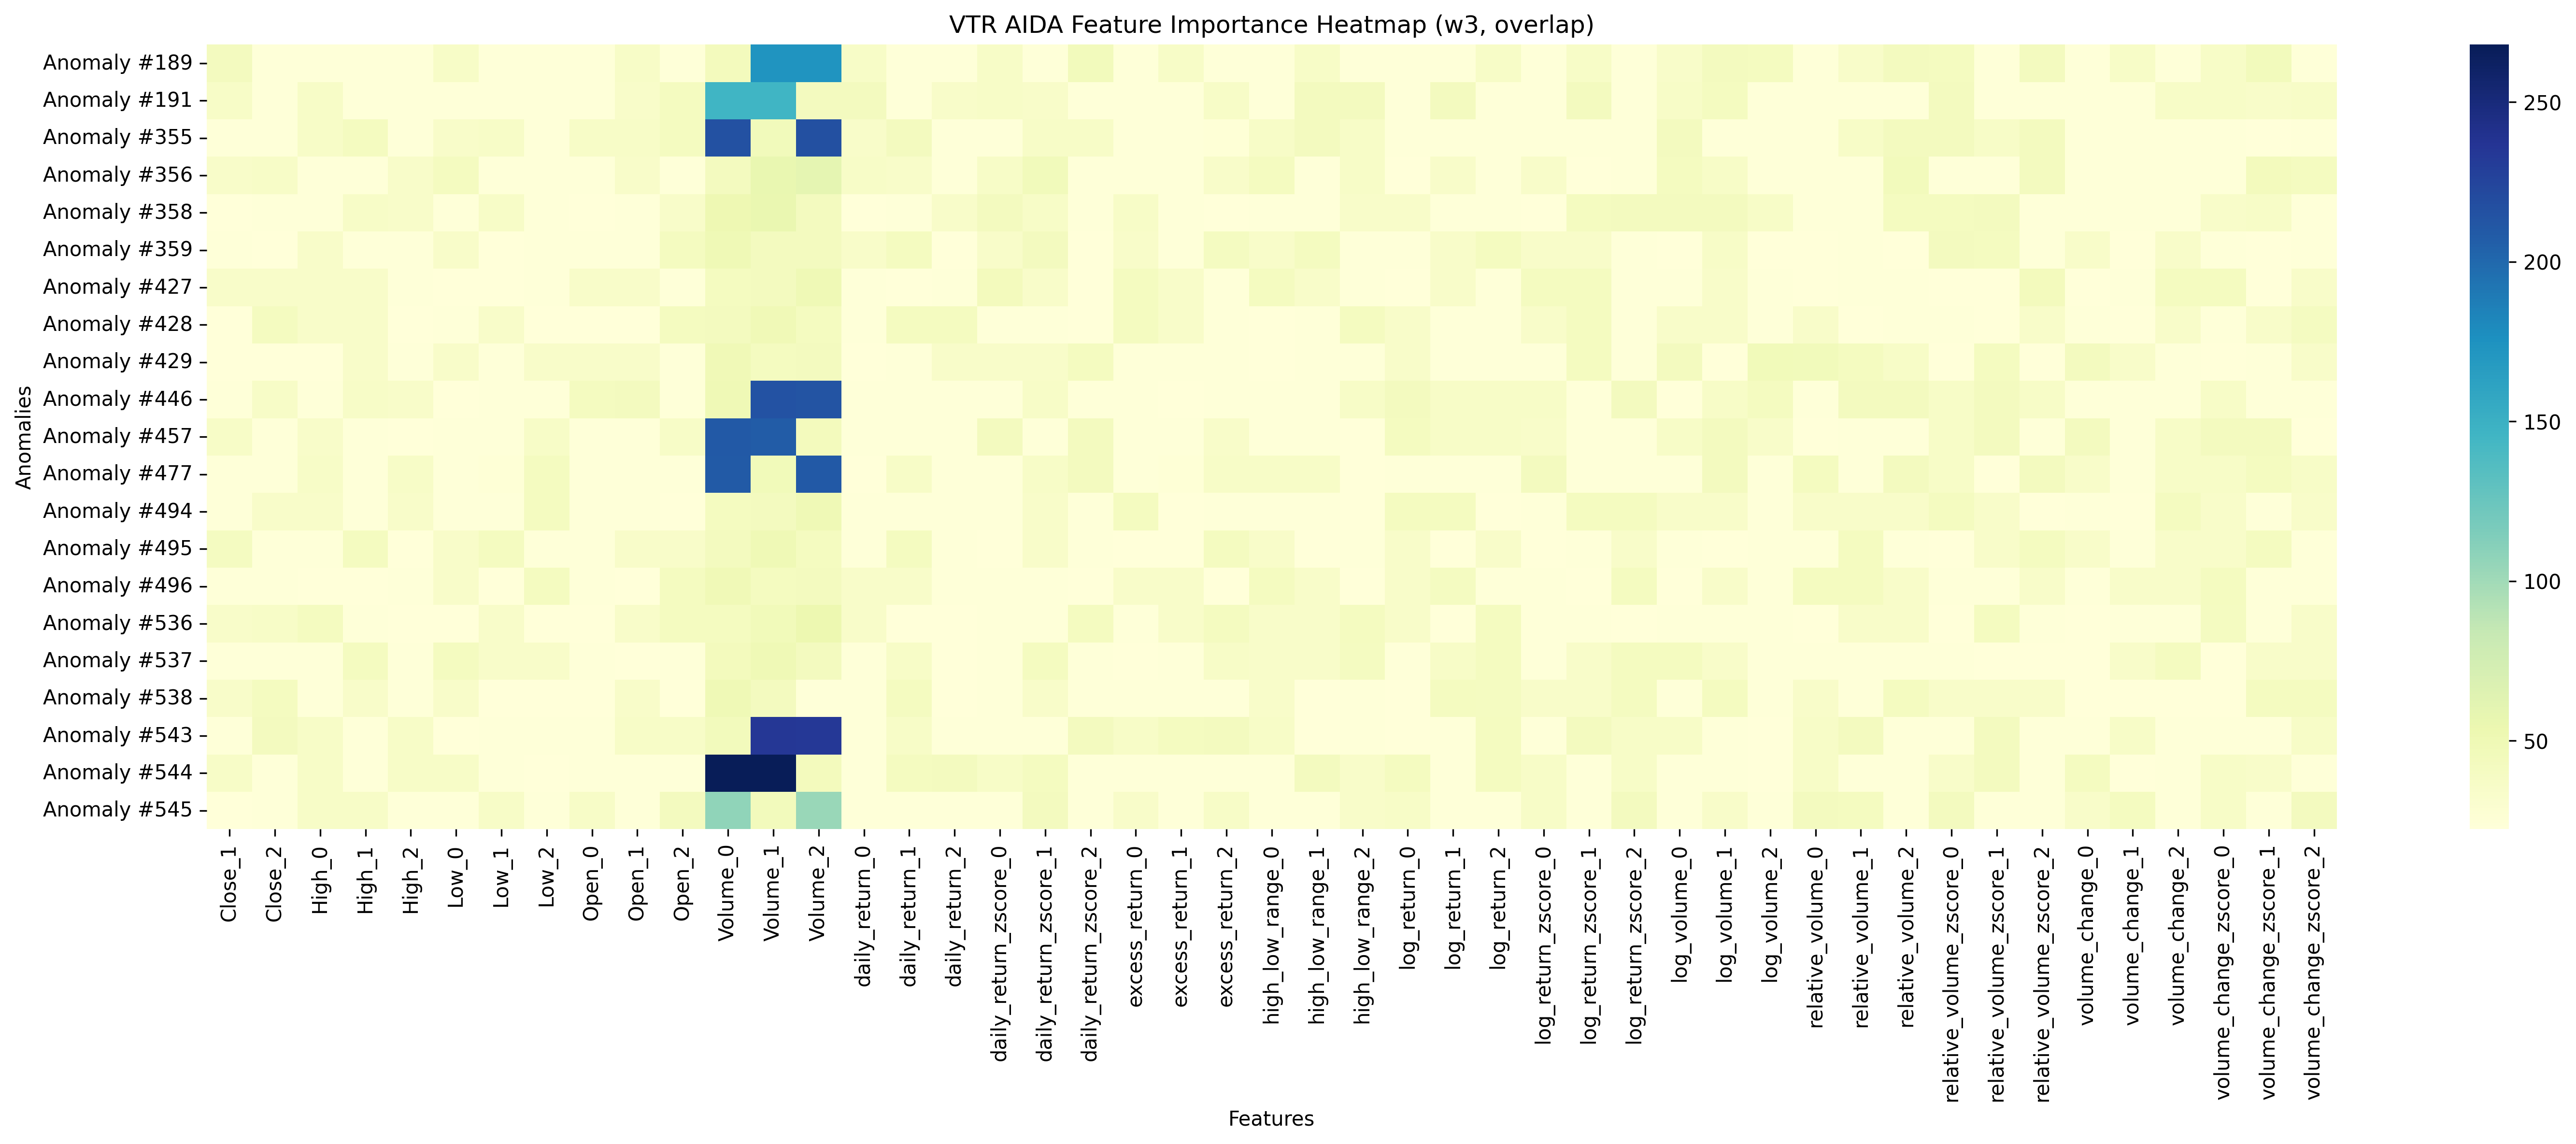 VTR AIDA Feature Importance Heatmap (w3, overlap)
Anomalies
Anomaly #189
Anomaly #191
Anomaly #355
Anomaly #356
Anomaly #358
Anomaly #359
Anomaly #427
Anomaly #428
Anomaly #429
Anomaly #446
Anomaly #457
Anomaly #477
Anomaly #494
Anomaly #495
Anomaly #496
Anomaly #536
Anomaly #537
Anomaly #538
Anomaly #543
Anomaly #544
Anomaly #545
Close_1
Close_2
High_0
High_1
High_2
Low_0
Low_1
Low_2
Open_0
Open_1
Open_2
Volume_0
Volume_1
Volume_2
daily_return_0
daily_return_1
daily_return_2
daily_return_zscore_0
daily_return_zscore_1
daily_return_zscore_2
excess_return_0
excess_return_1
excess_return_2
high_low_range_0
high_low_range_1
high_low_range_2
log_return_0
log_return_1
log_return_2
log_return_zscore_0
log_return_zscore_1
log_return_zscore_2
log_volume_0
log_volume_1
log_volume_2
relative_volume_0
relative_volume_1
relative_volume_2
relative_volume_zscore_0
relative_volume_zscore_1
relative_volume_zscore_2
volume_change_0
volume_change_1
volume_change_2
volume_change_zscore_0
volume_change_zscore_1
volume_change_zscore_2
Features
250
200
150
100
50